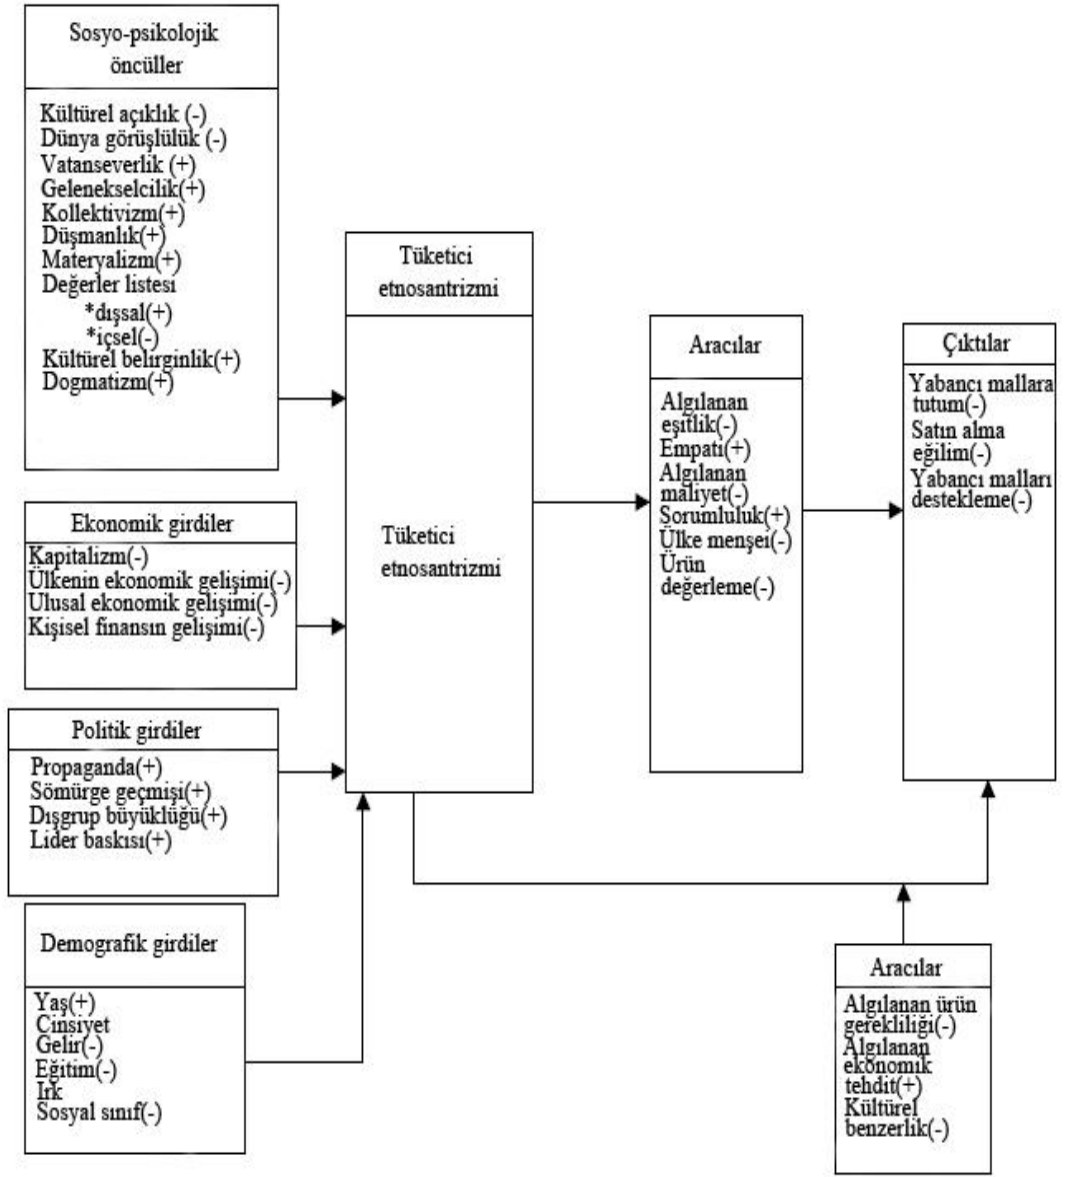 Sosyo-psikolojik
öncüller
Kültürel açıklık (-)
Dünya görüşlülük (-)
Vatanseverlik (+)
Gelenekselcilik(+)
Kollektivizm(+)
Düşmanlık(+)
Materyalizm(+)
Değerler listesi
*dışsal(+)
*içsel(-)
Kültürel belirginlik(+)
Dogmatizm(+)
Ekonomik girdiler
Kapitalizm(-)
Ülkenin ekonomik gelişimi(-)
Ulusal ekonomik gelişimi(-)
Kişisel finansın gelişimi(-)
Politik girdiler
Propaganda(+)
Sömürge geçmişi(+)
Dışgrup büyüklüğü(+)
Lider baskısı(+)
Demografik girdiler
Yaş(+)
Cinsiyet
Gelir(-)
Eğitim(-)
Irk
Sosyal sınıf(-)
Tüketici
etnosantrizmi
Tüketici
etnosantrizmi
Aracılar
Algılanan
eşitlik(-)
Empati(+)
Algılanan
maliyet(-)
Sorumluluk(+)
Ülke menşei(-)
Ürün
değerleme(-)
Çıktılar
Yabancı mallara
tutum(-)
Satın alma
eğilim(-)
Yabancı malları
destekleme(-)
Aracılar
Algılanan ürün
gerekliliği(-)
Algılanan
ekonomik
tehdit(+)
Kültürel
benzerlik(-)